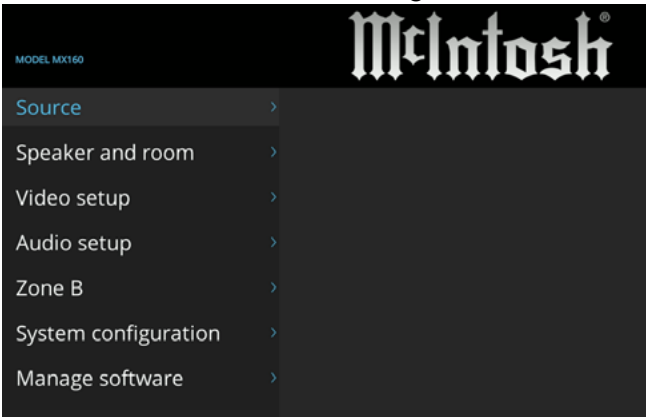 McIntosh®
MODEL MX160
Source
Speaker and room
Video setup
Audio setup
Zone B
System configuration
Manage software